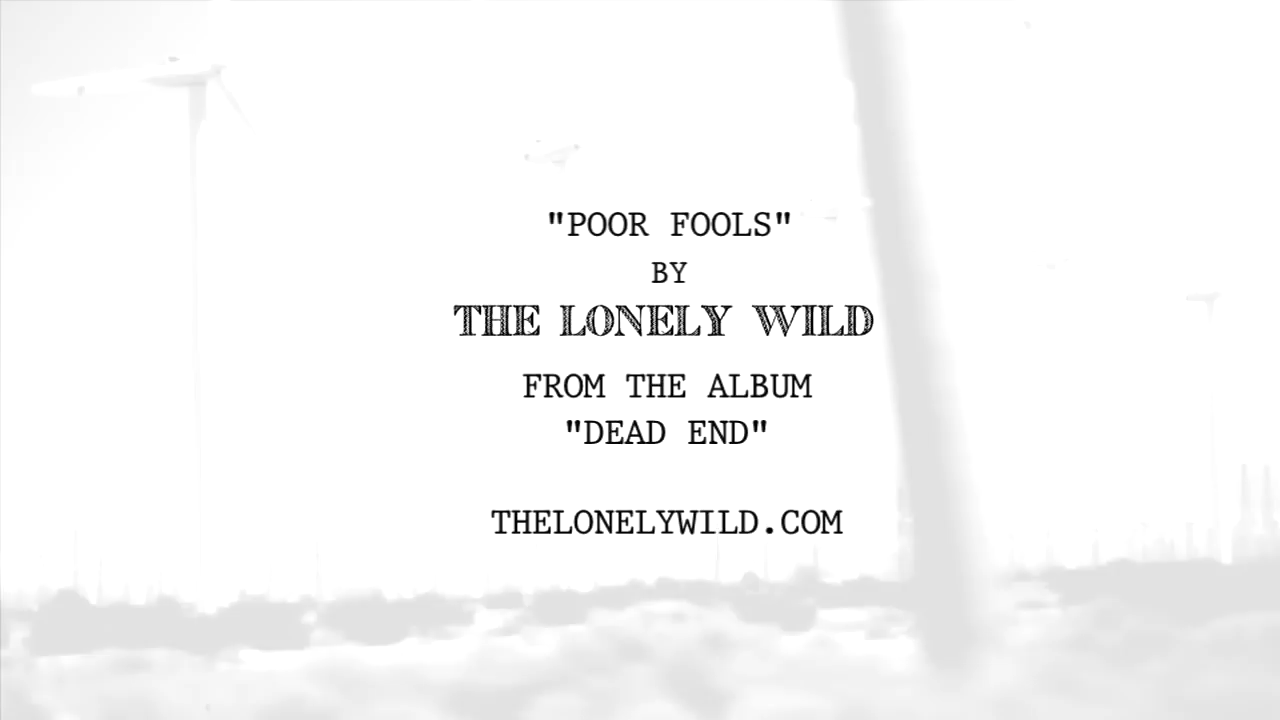 "POOR FOOLS"
BY
THE LONELY WILD
FROM THE ALBUM
"DEAD END"
THELONELYWILD.COM